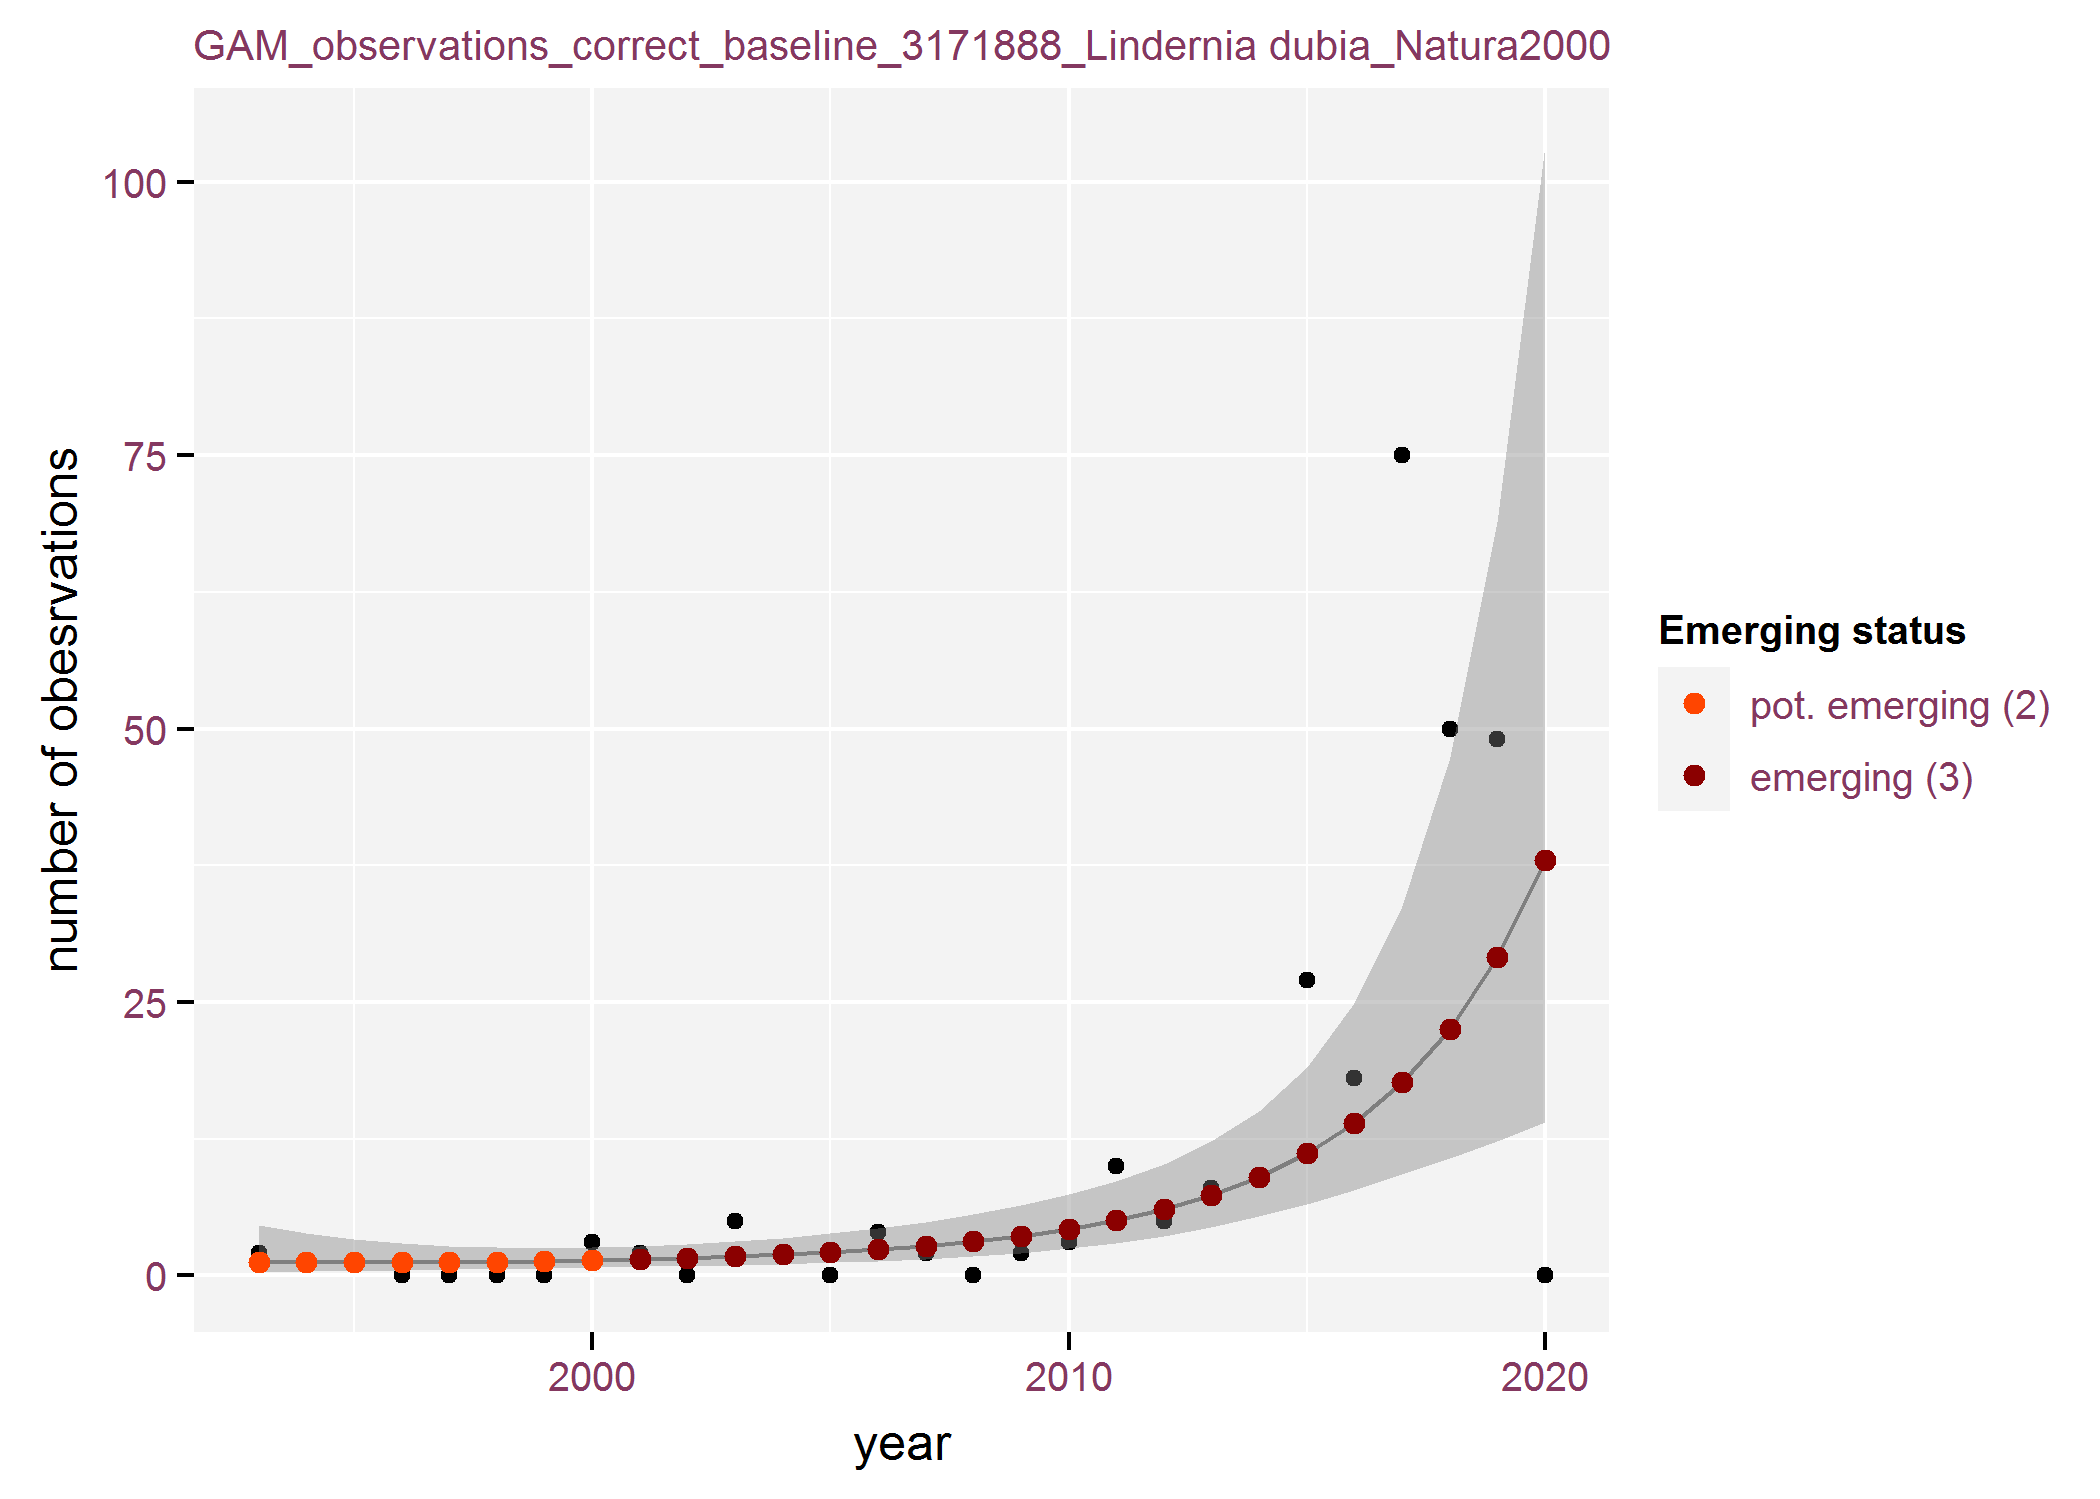 GAM_observations_correct_baseline_3171888_Lindernia dubia_Natura2000
number of obesrvations
100
75
50
25
0
2000
2010
2020
year
Emerging status
pot. emerging (2)
emerging (3)